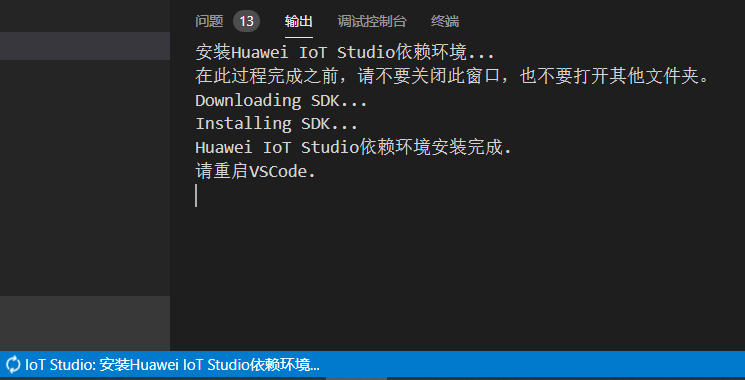 问题 13 输出 调试控制台 终端
安装Huawei IoT Studio依赖环境...
在此过程完成之前，请不要关闭此窗口，也不要打开其他文件夹。
Downloading SDK...
Installing SDK...
Huawei IoT Studio依赖环境安装完成.
请重启VSCode.
IoT Studio: 安装Huawei IoT Studio依赖环境...